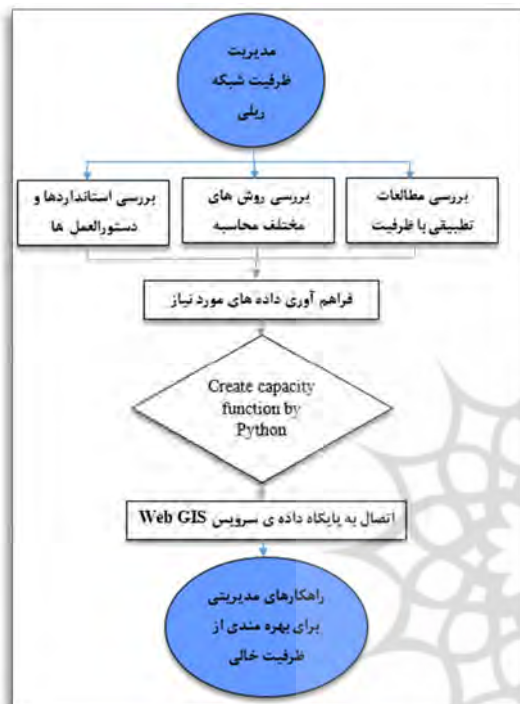 مدیریت
ظرفیت شبکه
ریلی
بررسی مطالعات
تطبیقی با ظرفیت
بررسی روش های
مختلف محاسبه
بررسی استانداردها و
دستورالعمل ها
فراهم آوری داده های مورد نیاز
Create capacity
function by
Python
اتصال به پایگاه داده ی سرویس Web GIS
راهکارهای مدیریتی
برای بهره مندی از
ظرفیت خالی